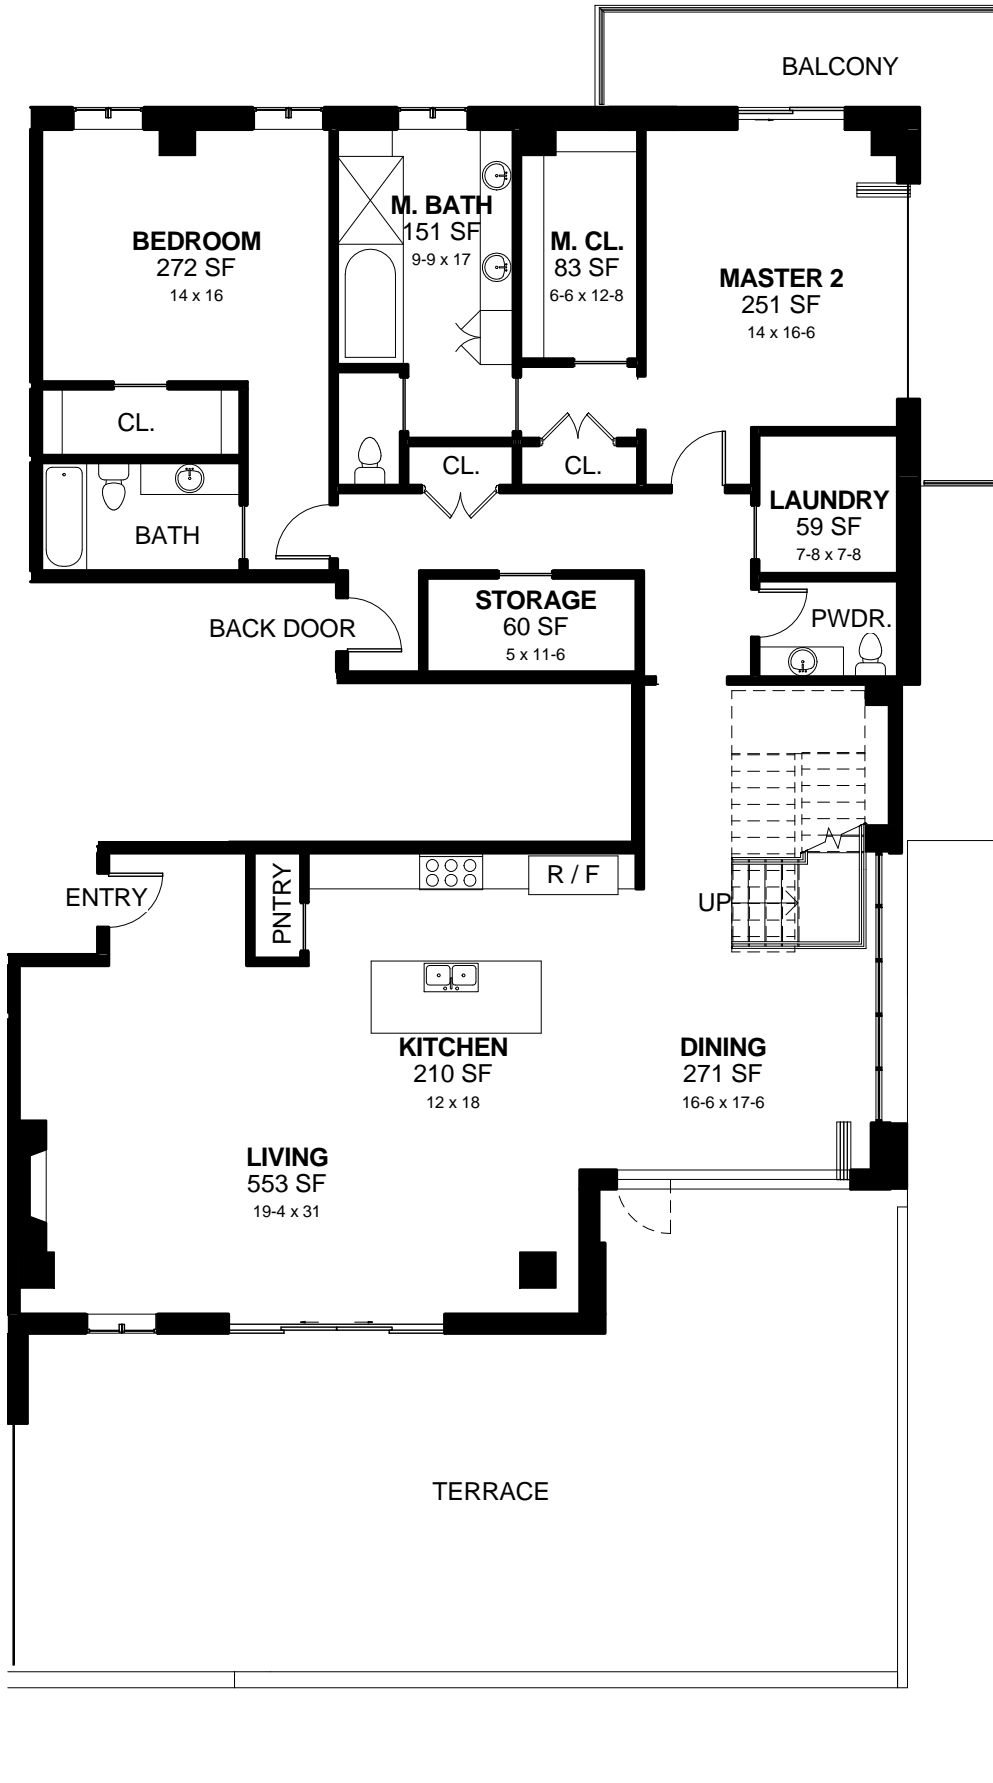 BALCONY
BEDROOM
272 SF
14 x 16
M. BATH
151 SF
9-9 x 17
M. CL.
83 SF
6-6 x 12-8
MASTER 2
251 SF
14 x 16-6
CL.
CL.
CL.
BATH
LAUNDRY
59 SF
7-8 x 7-8
STORAGE
60 SF
5 x 11-6
BACK DOOR
PWDR.
ENTRY
PNTRY
R / F
UP
KITCHEN
210 SF
12 x 18
DINING
271 SF
16-6 x 17-6
LIVING
553 SF
19-4 x 31
TERRACE